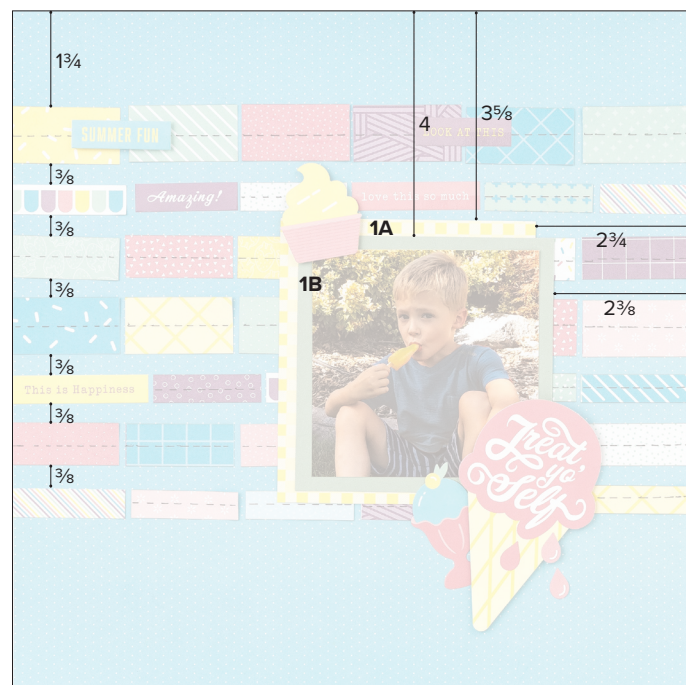 1¾
4
3⅝
SUMMER FUN
LOOK AT THIS
⅜
Amazing!
love this so much
⅜
1A
2¾
1B
⅜
2⅜
⅜
This is Happiness
⅜
Treat
yo'
Self
⅜